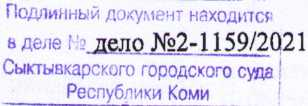 Подлинный документ находится
в деле № дело №2-1159/2021
Сыктывкарского городского суда
Республики Коми